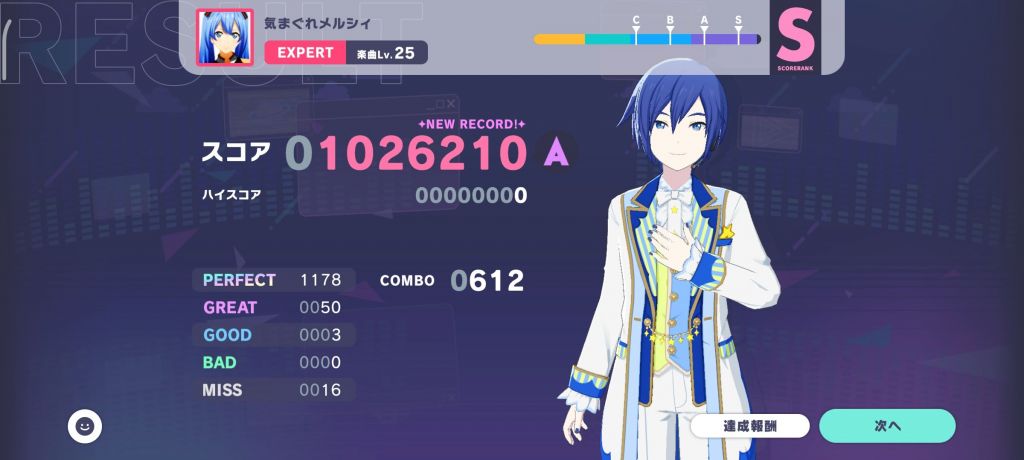 RESULT
気まぐれメルシィ
EXPERT 楽曲Lv.25
C B A S
S
SCORERANK
✦NEW RECORD!✦
スコア 01026210 A
ハイスコア 00000000
PERFECT 1178 COMBO 0612
GREAT 0050
GOOD 0003
BAD 0000
MISS 0016
達成報酬 次へ